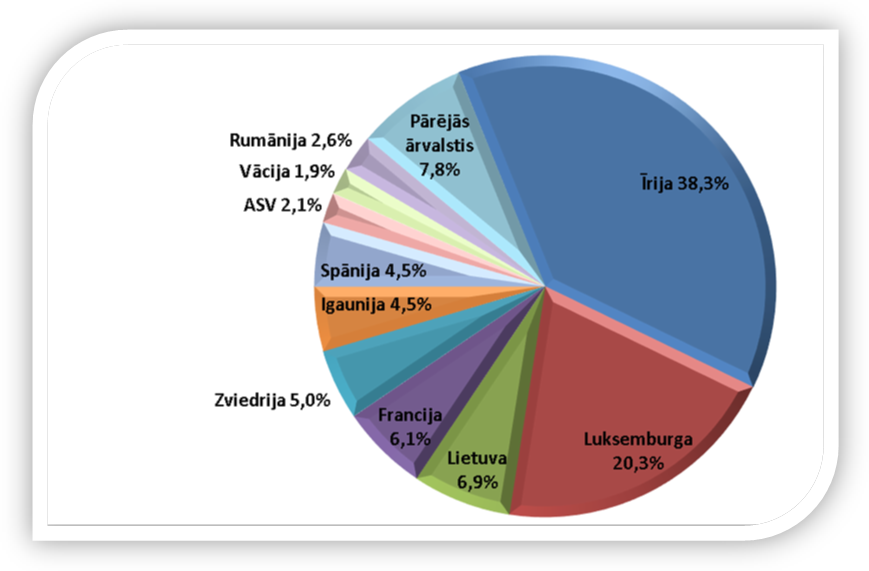 Pārējās
ārvalstis
7,8%
Rumānija 2,6%
Vācija 1,9%
ASV 2,1%
Īrija 38,3%
Spānija 4,5%
Igaunija 4,5%
Zviedrija 5,0%
Francija
6,1%
Lietuva
6,9%
Luksemburga
20,3%